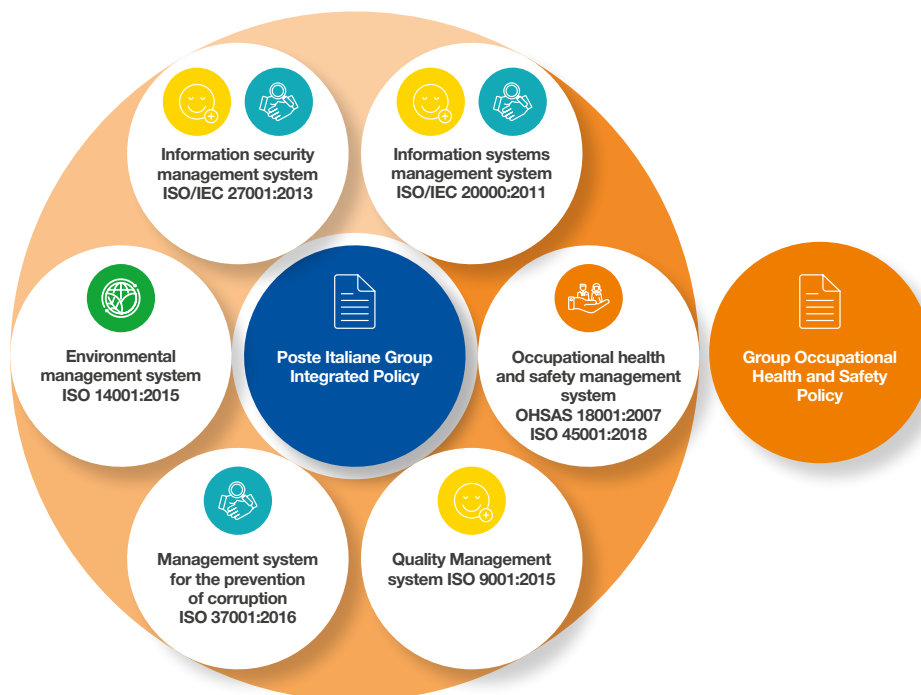 Information security
management system
ISO/IEC 27001:2013
Information systems
management system
ISO/IEC 20000:2011
Environmental
management system
ISO 14001:2015
Poste Italiane Group
Integrated Policy
Occupational health
and safety management
system
OHSAS 18001:2007
ISO 45001:2018
Group Occupational
Health and Safety
Policy
Management system
for the prevention
of corruption
ISO 37001:2016
Quality Management
system ISO 9001:2015